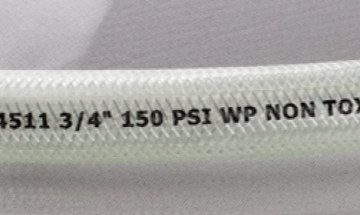 4511 3/4" 150 PSI WP NON TOX